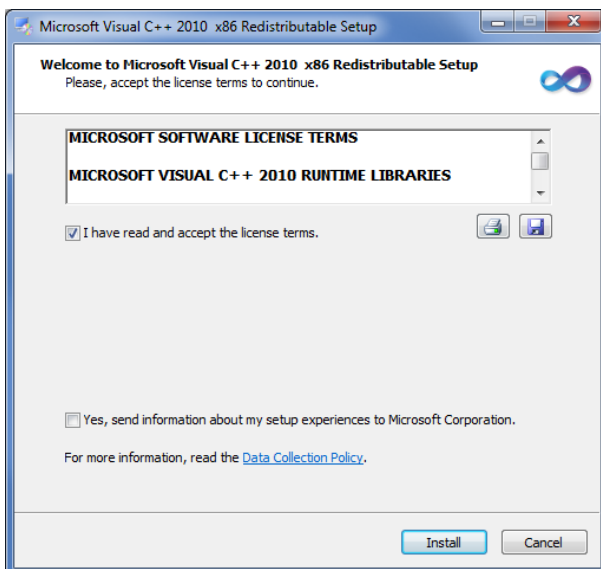 Microsoft Visual C++ 2010  x86 Redistributable Setup
Welcome to Microsoft Visual C++ 2010  x86 Redistributable Setup
Please, accept the license terms to continue.
MICROSOFT SOFTWARE LICENSE TERMS
MICROSOFT VISUAL C++ 2010 RUNTIME LIBRARIES
I have read and accept the license terms.
Yes, send information about my setup experiences to Microsoft Corporation.
For more information, read the Data Collection Policy.
Install
Cancel